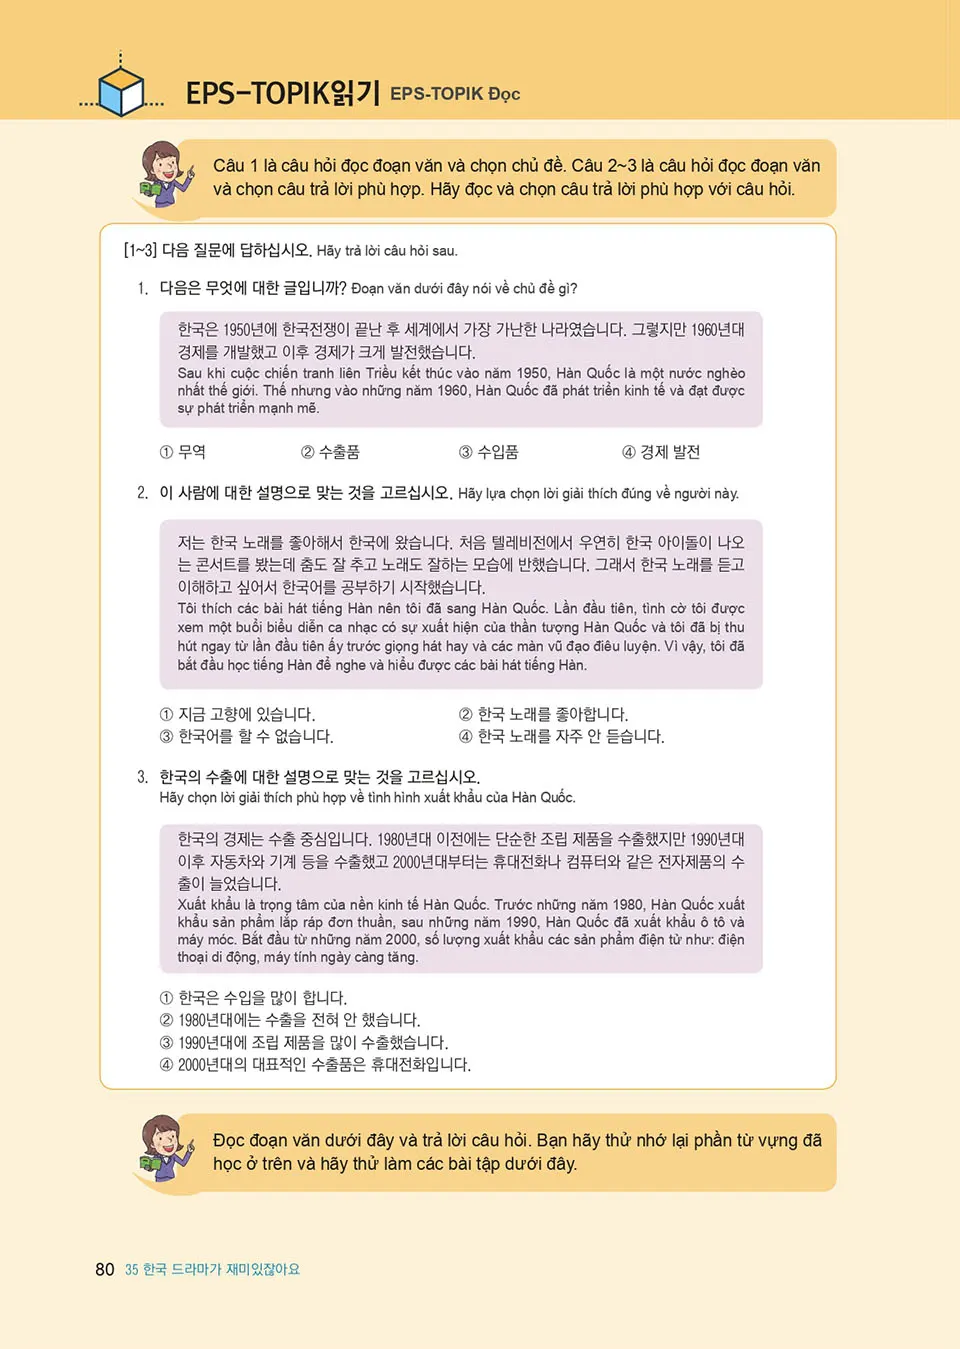 EPS-TOPIK읽기 EPS-TOPIK Đọc
Câu 1 là câu hỏi đọc đoạn văn và chọn chủ đề. Câu 2~3 là câu hỏi đọc đoạn văn
và chọn câu trả lời phù hợp. Hãy đọc và chọn câu trả lời phù hợp với câu hỏi.
[1~3] 다음 질문에 답하십시오. Hãy trả lời câu hỏi sau.
1. 다음은 무엇에 대한 글입니까? Đoạn văn dưới đây nói về chủ đề gì?
한국은 1950년에 한국전쟁이 끝난 후 세계에서 가장 가난한 나라였습니다. 그렇지만 1960년대
경제를 개발했고 이후 경제가 크게 발전했습니다.
Sau khi cuộc chiến tranh liên Triều kết thúc vào năm 1950, Hàn Quốc là một nước nghèo
nhất thế giới. Thế nhưng vào những năm 1960, Hàn Quốc đã phát triển kinh tế và đạt được
sự phát triển mạnh mẽ.
① 무역 ② 수출품 ③ 수입품 ④ 경제 발전
2. 이 사람에 대한 설명으로 맞는 것을 고르십시오. Hãy lựa chọn lời giải thích đúng về người này.
저는 한국 노래를 좋아해서 한국에 왔습니다. 처음 텔레비전에서 우연히 한국 아이돌이 나오
는 콘서트를 봤는데 춤도 잘 추고 노래도 잘하는 모습에 반했습니다. 그래서 한국 노래를 듣고
이해하고 싶어서 한국어를 공부하기 시작했습니다.
Tôi thích các bài hát tiếng Hàn nên tôi đã sang Hàn Quốc. Lần đầu tiên, tình cờ tôi được
xem một buổi biểu diễn ca nhạc có sự xuất hiện của thần tượng Hàn Quốc và tôi đã bị thu
hút ngay từ lần đầu tiên ấy trước giọng hát hay và các màn vũ đạo điêu luyện. Vì vậy, tôi đã
bắt đầu học tiếng Hàn để nghe và hiểu được các bài hát tiếng Hàn.
① 지금 고향에 있습니다. ② 한국 노래를 좋아합니다.
③ 한국어를 할 수 없습니다. ④ 한국 노래를 자주 안 듣습니다.
3. 한국의 수출에 대한 설명으로 맞는 것을 고르십시오.
Hãy chọn lời giải thích phù hợp về tình hình xuất khẩu của Hàn Quốc.
한국의 경제는 수출 중심입니다. 1980년대 이전에는 단순한 조립 제품을 수출했지만 1990년대
이후 자동차와 기계 등을 수출했고 2000년대부터는 휴대전화나 컴퓨터와 같은 전자제품의 수
출이 늘었습니다.
Xuất khẩu là trọng tâm của nền kinh tế Hàn Quốc. Trước những năm 1980, Hàn Quốc xuất
khẩu sản phẩm lắp ráp đơn thuần, sau những năm 1990, Hàn Quốc đã xuất khẩu ô tô và
máy móc. Bắt đầu từ những năm 2000, số lượng xuất khẩu các sản phẩm điện tử như: điện
thoại di động, máy tính ngày càng tăng.
① 한국은 수입을 많이 합니다.
② 1980년대에는 수출을 전혀 안 했습니다.
③ 1990년대에 조립 제품을 많이 수출했습니다.
④ 2000년대의 대표적인 수출품은 휴대전화입니다.
Đọc đoạn văn dưới đây và trả lời câu hỏi. Bạn hãy thử nhớ lại phần từ vựng đã
học ở trên và hãy thử làm các bài tập dưới đây.
80 35 한국 드라마가 재미있잖아요